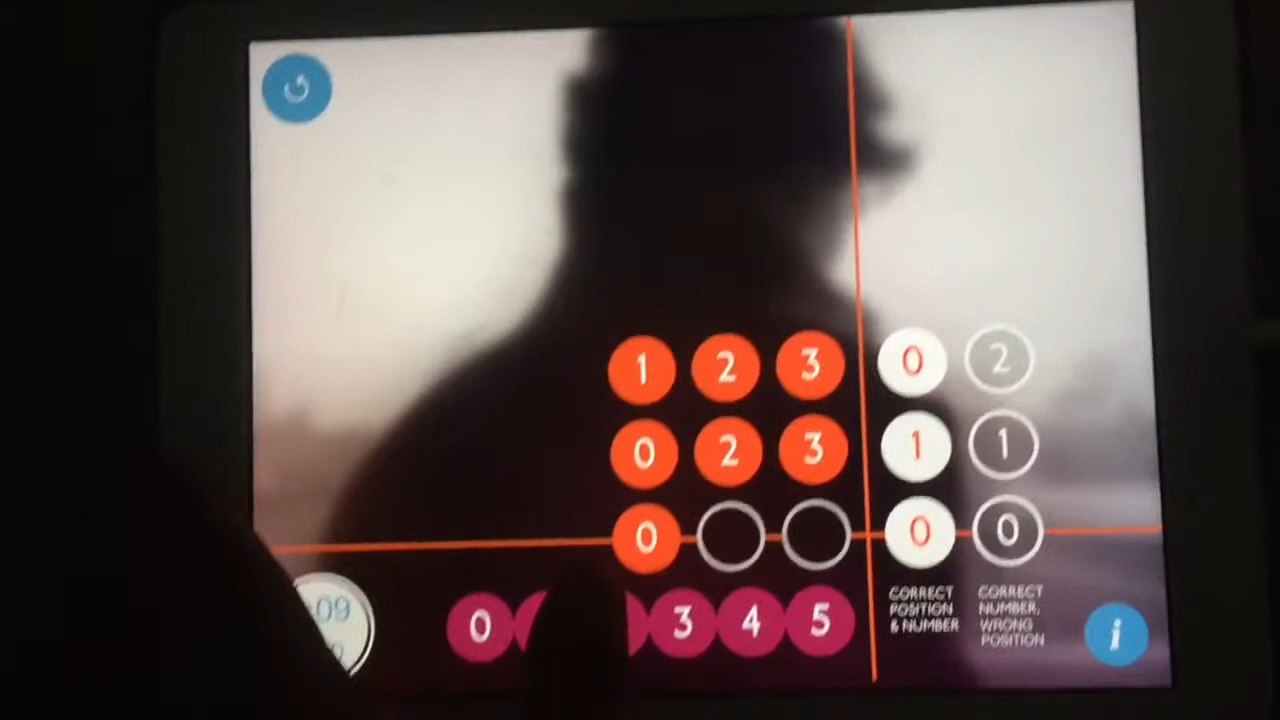 1 2 3 0 2
0 2 3 1 1
0 0 0
:09
0 3 4 5
CORRECT
POSITION
& NUMBER
CORRECT
NUMBER,
WRONG
POSITION
i